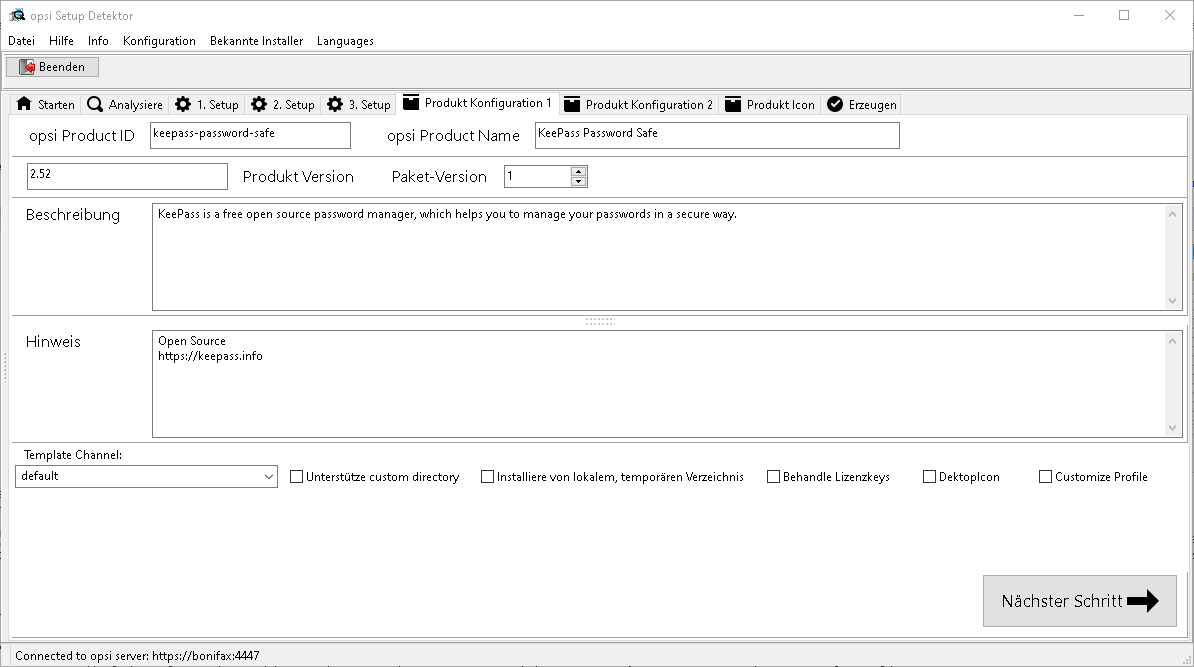 opsi Setup Detektor
Datei Hilfe Info Konfiguration Bekannte Installer Languages
Beenden
Starten Analysiere 1. Setup 2. Setup 3. Setup Produkt Konfiguration 1 Produkt Konfiguration 2 Produkt Icon Erzeugen
opsi Product ID keepass-password-safe opsi Product Name KeePass Password Safe
2.52 Produkt Version Paket-Version 1
Beschreibung KeePass is a free open source password manager, which helps you to manage your passwords in a secure way.
Hinweis Open Source
https://keepass.info
Template Channel:
default Unterstütze custom directory Installiere von lokalem, temporären Verzeichnis Behandle Lizenzkeys DektopIcon Customize Profile
Nächster Schritt
Connected to opsi server: https://bonifax:4447